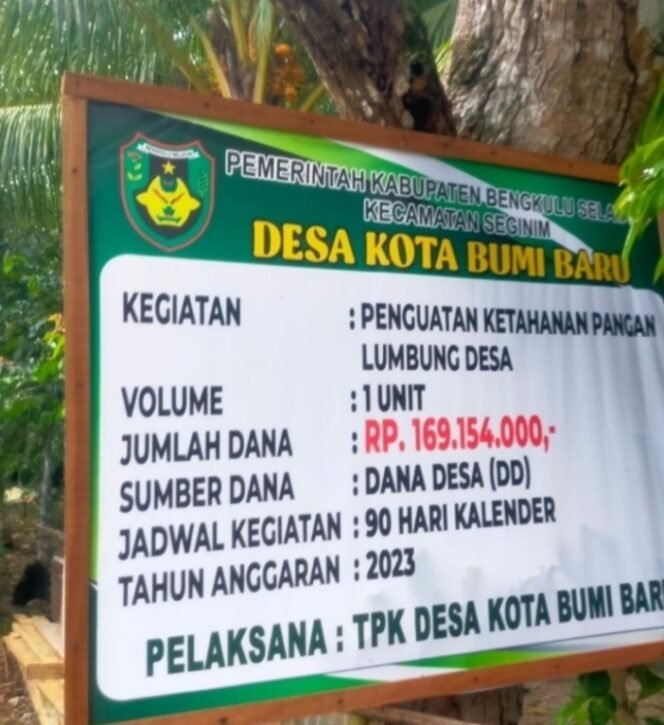 PEMERINTAH KABUPATEN BENGKULU SELA
KECAMATAN SEGINIM
DESA KOTA BUMI BARU
KEGIATAN : PENGUATAN KETAHANAN PANGAN
LUMBUNG DESA
VOLUME : 1 UNIT
JUMLAH DANA : RP. 169.154.000,-
SUMBER DANA : DANA DESA (DD)
JADWAL KEGIATAN : 90 HARI KALENDER
TAHUN ANGGARAN : 2023
PELAKSANA : TPK DESA KOTA BUMI BARU